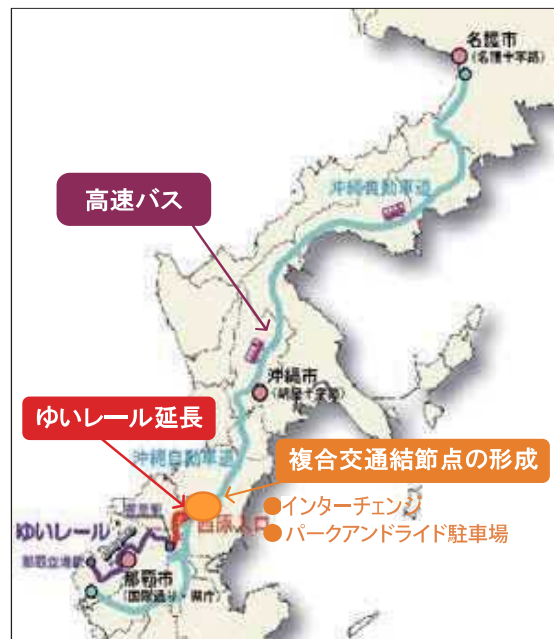 名護市
(名護十字路)
沖縄自動車道
高速バス
沖縄市
(胡屋十字路)
ゆいレール延長
沖縄自動車道
複合交通結節点の形成
●インターチェンジ
●パークアンドライド駐車場
首里駅
西原入口
ゆいレール
那覇空港駅
那覇市
(国際通り・県庁)